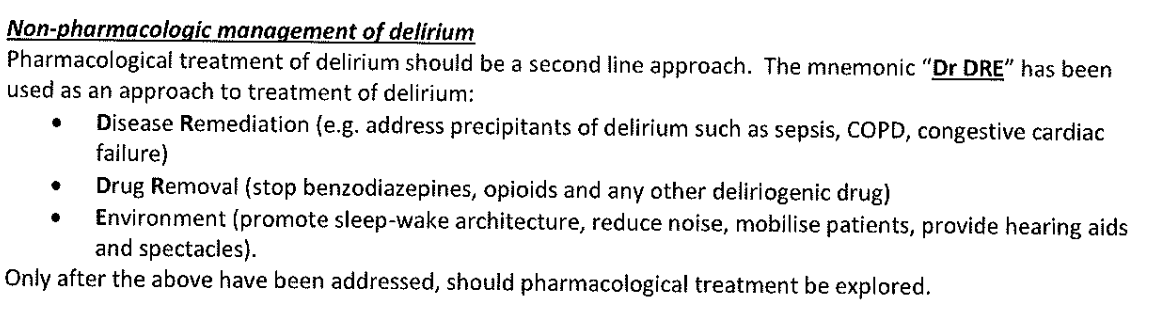 Non-pharmacologic management of delirium
Pharmacological treatment of delirium should be a second line approach. The mnemonic "Dr DRE" has been
used as an approach to treatment of delirium:
• Disease Remediation (e.g. address precipitants of delirium such as sepsis, COPD, congestive cardiac
failure)
• Drug Removal (stop benzodiazepines, opioids and any other deliriogenic drug)
• Environment (promote sleep-wake architecture, reduce noise, mobilise patients, provide hearing aids
and spectacles).
Only after the above have been addressed, should pharmacological treatment be explored.